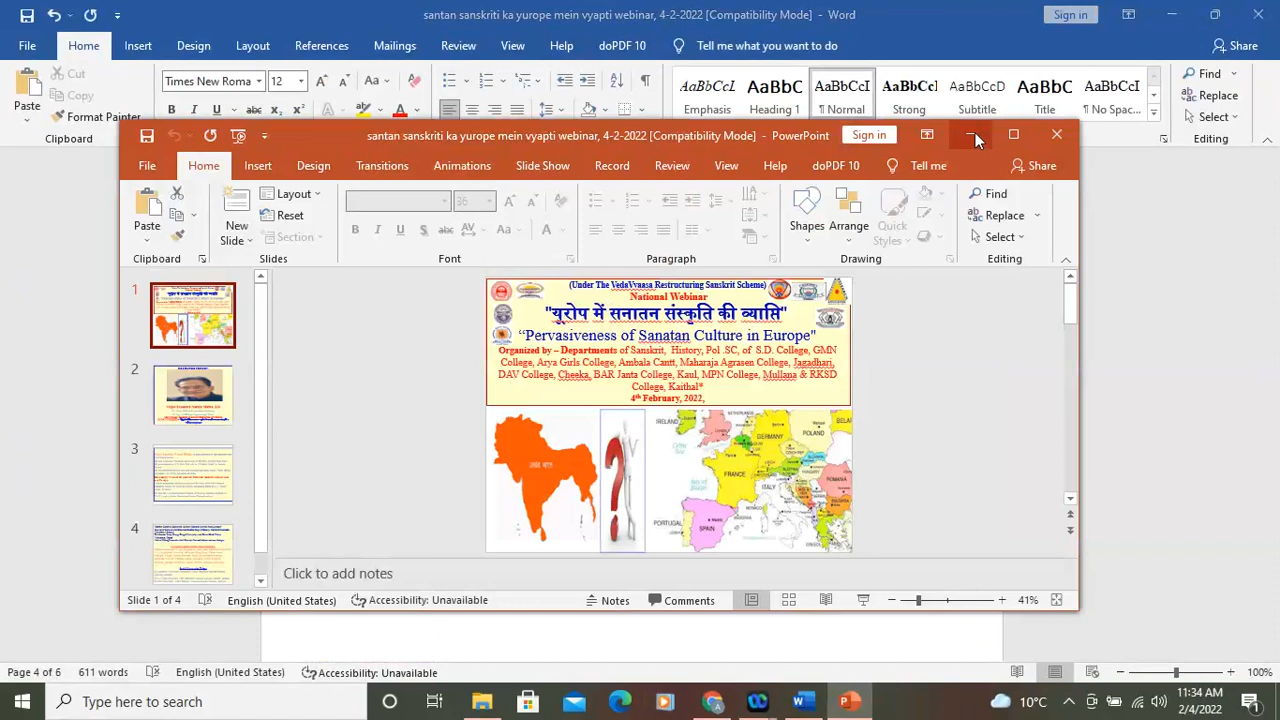 santan sanskriti ka yurope mein vyapti webinar, 4-2-2022 [Compatibility Mode] - Word
Sign in
File Home Insert Design Layout References Mailings Review View Help doPDF 10 Tell me what you want to do Share
Cut
Copy
Format Painter
Paste
Clipboard
Times New Roma 12
AaBbCcI AaBbC AaBbCcI AaBbCcI AaBbCcD AaBbC AaBbCcI
Emphasis Heading 1 ¶ Normal Strong Subtitle Title ¶ No Spac...
Find
Replace
Select
santan sanskriti ka yurope mein vyapti webinar, 4-2-2022 [Compatibility Mode] - PowerPoint
Sign in
File Home Insert Design Transitions Animations Slide Show Record Review View Help doPDF 10 Tell me Share
Paste
Clipboard
New
Slide
Layout
Reset
Section
Slides
36
Font
Paragraph
Shapes Arrange Quick
Styles
Drawing
Find
Replace
Select
Editing
1
2
3
4
(Under The VedaVyasa Restructuring Sanskrit Scheme)
National Webinar
"यूरोप में सनातन संस्कृति की व्याप्ति"
“Pervasiveness of Sanatan Culture in Europe"
Organized by – Departments of Sanskrit, History, Pol .SC, of S.D. College, GMN
College, Arya Girls College, Ambala Cantt, Maharaja Agrasen College, Jagadhari,
DAV College, Cheeka, BAR Janta College, Kaul, MPN College, Mullana & RKSD
College, Kaithal*
4th February, 2022,
IRELAND
GERMANY
POLAND
FRANCE
ROMANIA
PORTUGAL
SPAIN
Click to add notes
Slide 1 of 4 English (United States) Accessibility: Unavailable Notes Comments 41%
Page 4 of 6 611 words English (United States) Accessibility: Unavailable 100%
Type here to search
10°C
11:34 AM
2/4/2022
1